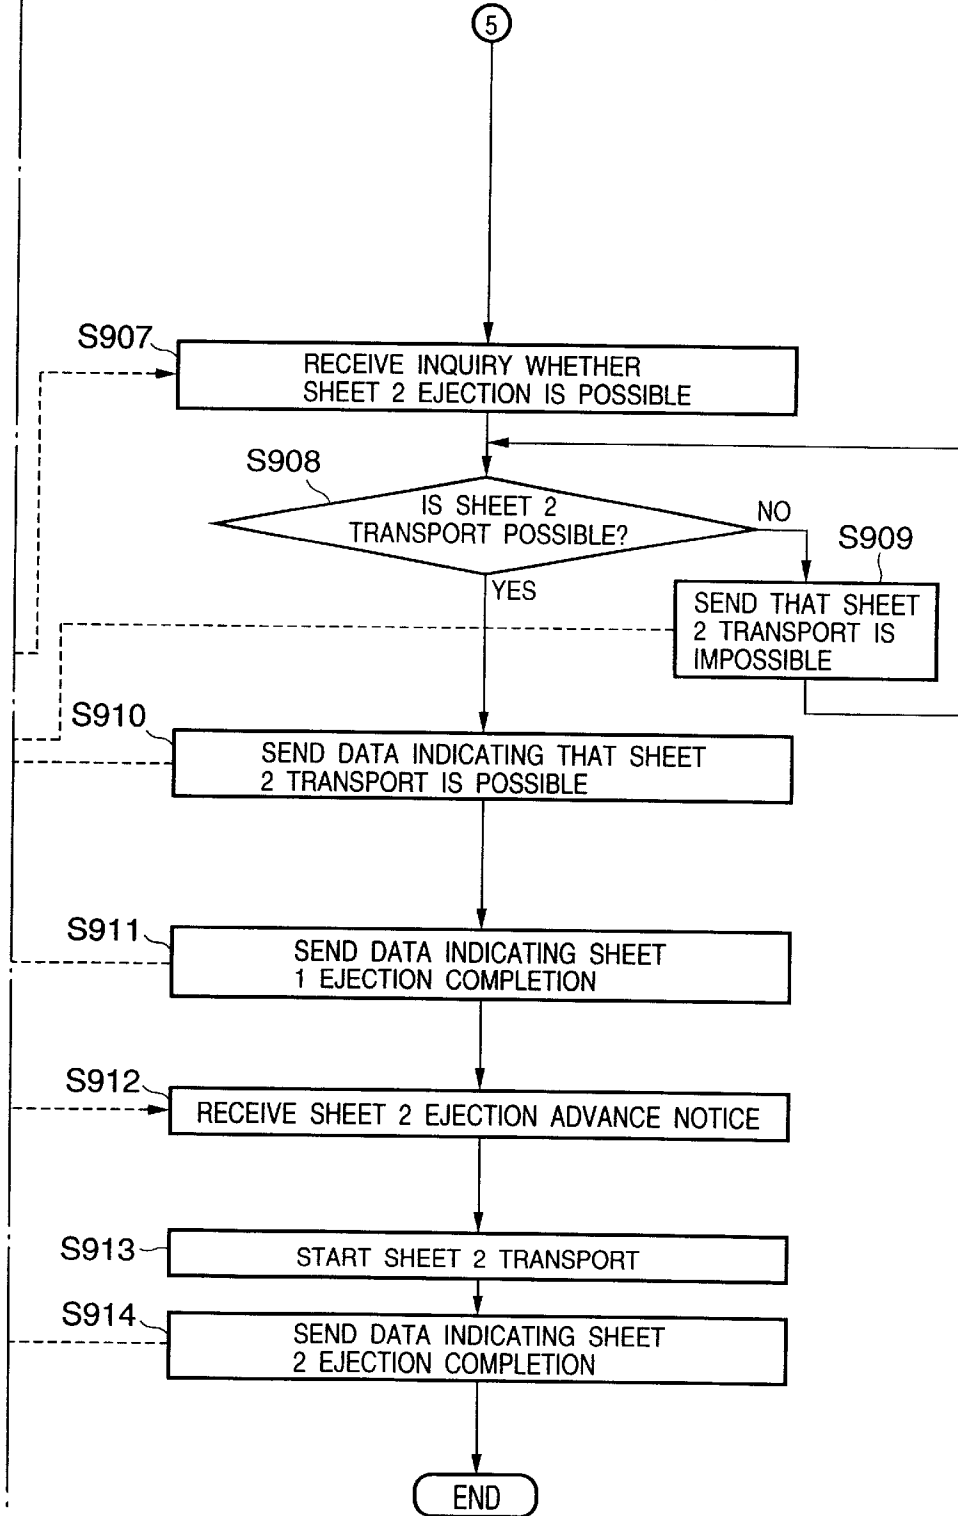 5
S907
RECEIVE INQUIRY WHETHER
SHEET 2 EJECTION IS POSSIBLE
S908
IS SHEET 2
TRANSPORT POSSIBLE?
NO
YES
S909
SEND THAT SHEET
2 TRANSPORT IS
IMPOSSIBLE
S910
SEND DATA INDICATING THAT SHEET
2 TRANSPORT IS POSSIBLE
S911
SEND DATA INDICATING SHEET
1 EJECTION COMPLETION
S912
RECEIVE SHEET 2 EJECTION ADVANCE NOTICE
S913
START SHEET 2 TRANSPORT
S914
SEND DATA INDICATING SHEET
2 EJECTION COMPLETION
END